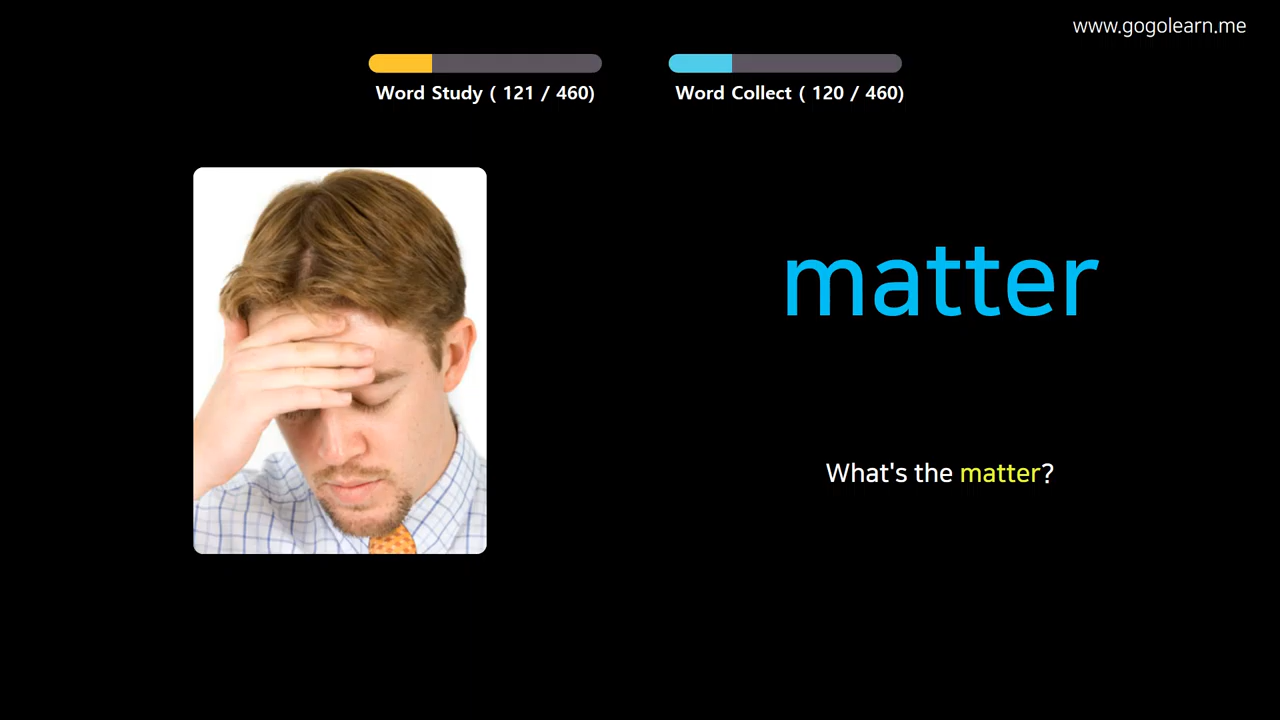 www.gogolearn.me
Word Study ( 121 / 460)
Word Collect ( 120 / 460)
matter
What's the matter?